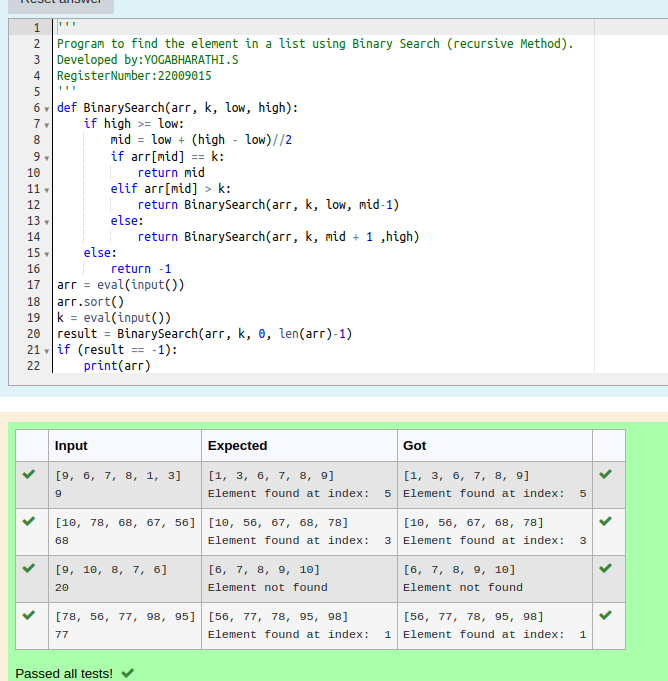 Reset answer
1 '''
2 Program to find the element in a list using Binary Search (recursive Method).
3 Developed by:YOGABHARATHI.S
4 RegisterNumber:22009015
5 '''
6 def BinarySearch(arr, k, low, high):
7     if high >= low:
8         mid = low + (high - low)//2
9         if arr[mid] == k:
10             return mid
11         elif arr[mid] > k:
12             return BinarySearch(arr, k, low, mid-1)
13         else:
14             return BinarySearch(arr, k, mid + 1 ,high)
15     else:
16         return -1
17 arr = eval(input())
18 arr.sort()
19 k = eval(input())
20 result = BinarySearch(arr, k, 0, len(arr)-1)
21 if (result == -1):
22     print(arr)
Input Expected Got
[9, 6, 7, 8, 1, 3] [1, 3, 6, 7, 8, 9] [1, 3, 6, 7, 8, 9]
9 Element found at index:  5 Element found at index:  5
[10, 78, 68, 67, 56] [10, 56, 67, 68, 78] [10, 56, 67, 68, 78]
68 Element found at index:  3 Element found at index:  3
[9, 10, 8, 7, 6] [6, 7, 8, 9, 10] [6, 7, 8, 9, 10]
20 Element not found Element not found
[78, 56, 77, 98, 95] [56, 77, 78, 95, 98] [56, 77, 78, 95, 98]
77 Element found at index:  1 Element found at index:  1
Passed all tests!